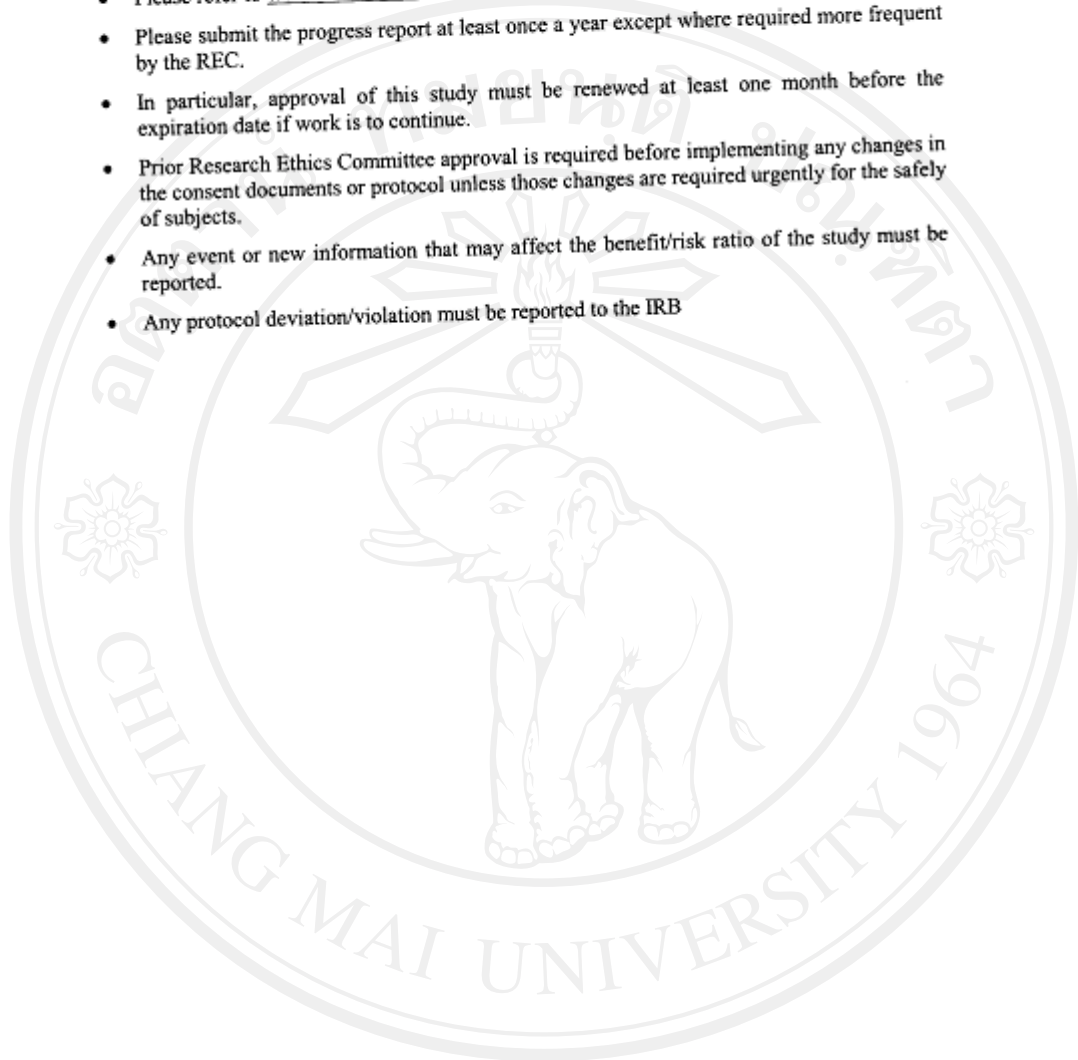 • Please submit the progress report at least once a year except where required more frequent
by the REC.
• In particular, approval of this study must be renewed at least one month before the
expiration date if work is to continue.
• Prior Research Ethics Committee approval is required before implementing any changes in
the consent documents or protocol unless those changes are required urgently for the safely
of subjects.
• Any event or new information that may affect the benefit/risk ratio of the study must be
reported.
• Any protocol deviation/violation must be reported to the IRB
CHIANG MAI UNIVERSITY 1964